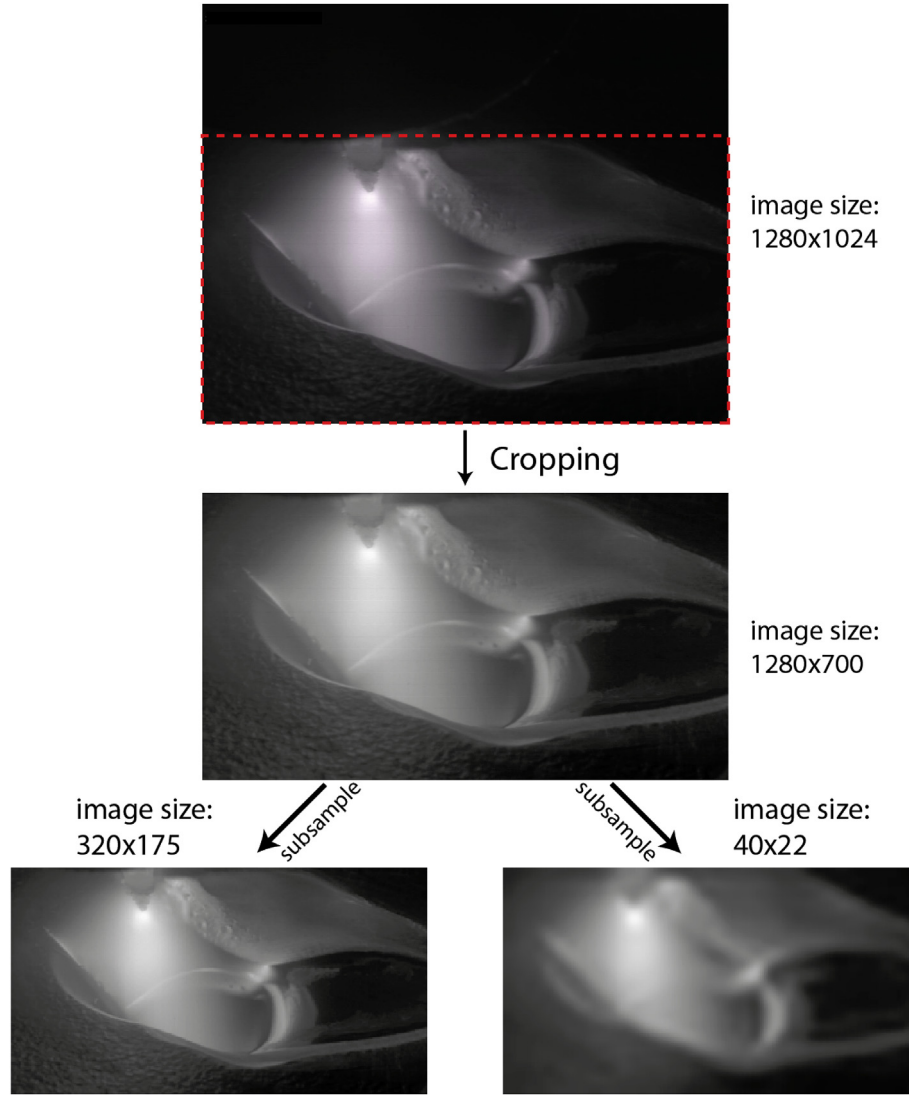 image size:
1280x1024
Cropping
image size:
1280x700
image size:
320x175
subsample
subsample
image size:
40x22